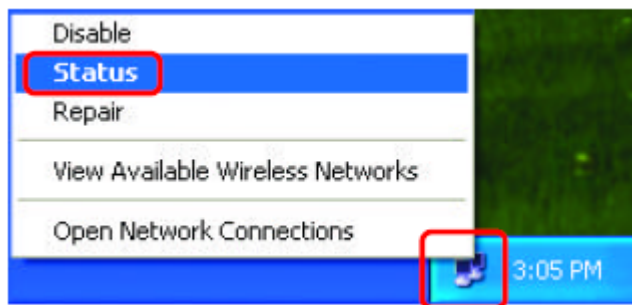 Disable
Status
Repair
View Available Wireless Networks
Open Network Connections
3:05 PM